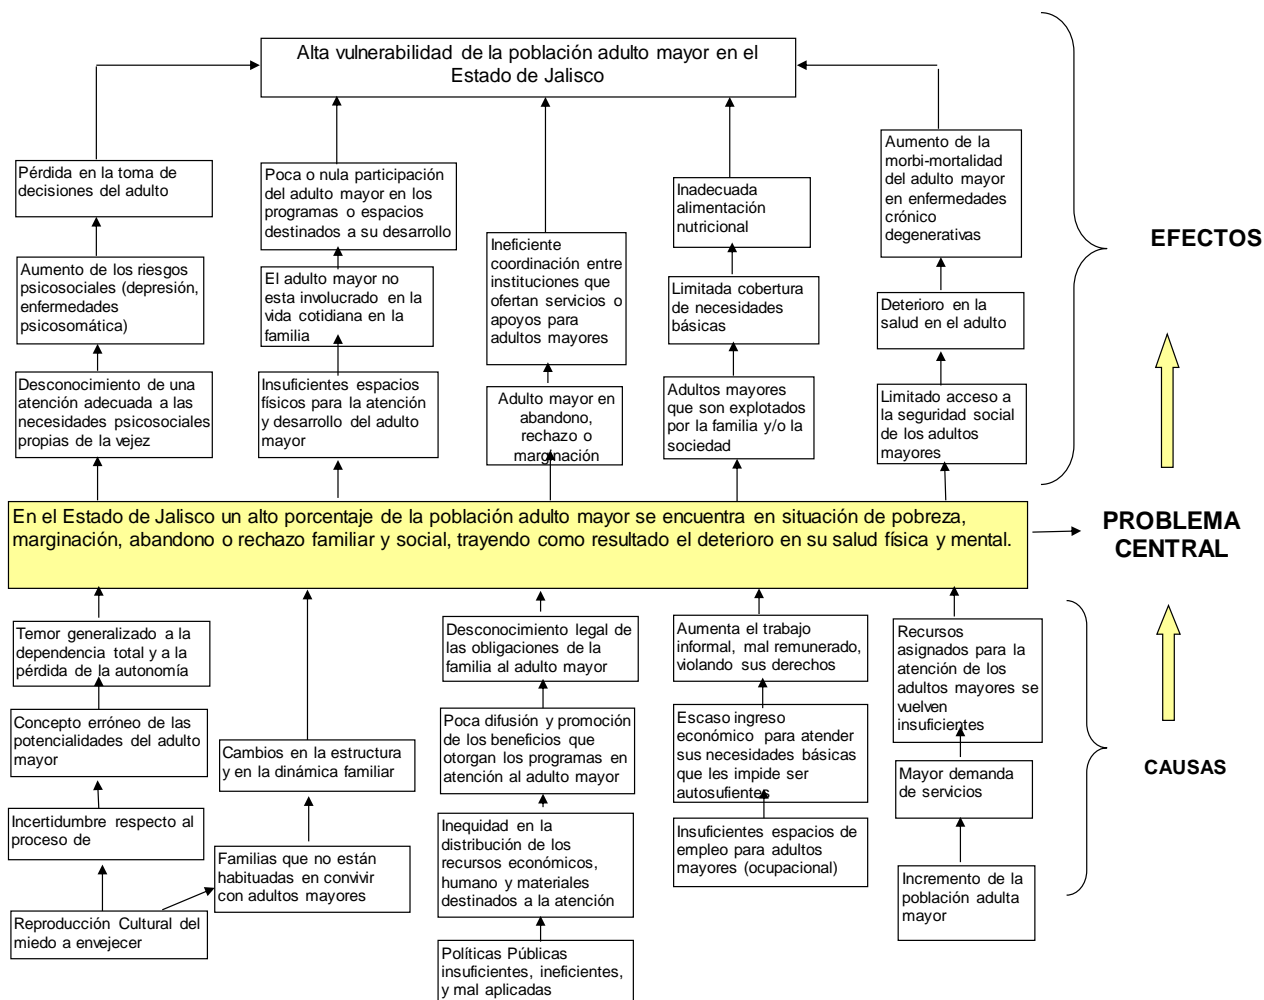 Alta vulnerabilidad de la población adulto mayor en el
Estado de Jalisco
Pérdida en la toma de
decisiones del adulto
Poca o nula participación
del adulto mayor en los
programas o espacios
destinados a su desarrollo
Inadecuada
alimentación
nutricional
Aumento de la
morbi-mortalidad
del adulto mayor
en enfermedades
crónico
degenerativas
EFECTOS
Aumento de los riesgos
psicosociales (depresión,
enfermedades
psicosomática)
El adulto mayor no
esta involucrado en la
vida cotidiana en la
familia
Ineficiente
coordinación entre
instituciones que
ofertan servicios o
apoyos para
adultos mayores
Limitada cobertura
de necesidades
básicas
Deterioro en la
salud en el adulto
Desconocimiento de una
atención adecuada a las
necesidades psicosociales
propias de la vejez
Insuficientes espacios
físicos para la atención
y desarrollo del adulto
mayor
Adulto mayor en
abandono,
rechazo o
marginación
Adultos mayores
que son explotados
por la familia y/o la
sociedad
Limitado acceso a
la seguridad social
de los adultos
mayores
En el Estado de Jalisco un alto porcentaje de la población adulto mayor se encuentra en situación de pobreza,
marginación, abandono o rechazo familiar y social, trayendo como resultado el deterioro en su salud física y mental.
PROBLEMA
CENTRAL
Temor generalizado a la
dependencia total y a la
pérdida de la autonomía
Desconocimiento legal de
las obligaciones de la
familia al adulto mayor
Aumenta el trabajo
informal, mal remunerado,
violando sus derechos
Recursos
asignados para la
atención de los
adultos mayores se
vuelven
insuficientes
Concepto erróneo de las
potencialidades del adulto
mayor
Cambios en la estructura
y en la dinámica familiar
Poca difusión y promoción
de los beneficios que
otorgan los programas en
atención al adulto mayor
Escaso ingreso
económico para atender
sus necesidades básicas
que les impide ser
autosufientes
Mayor demanda
de servicios
CAUSAS
Incertidumbre respecto al
proceso de
Familias que no están
habituadas en convivir
con adultos mayores
Inequidad en la
distribución de los
recursos económicos,
humano y materiales
destinados a la atención
Insuficientes espacios de
empleo para adultos
mayores (ocupacional)
Incremento de la
población adulta
mayor
Reproducción Cultural del
miedo a envejecer
Políticas Públicas
insuficientes, ineficientes,
y mal aplicadas